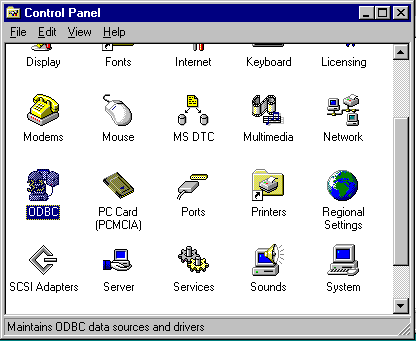 Control Panel
File Edit View Help
Display Fonts Internet Keyboard Licensing
Modems Mouse MS DTC Multimedia Network
ODBC PC Card (PCMCIA) Ports Printers Regional Settings
SCSI Adapters Server Services Sounds System
Maintains ODBC data sources and drivers